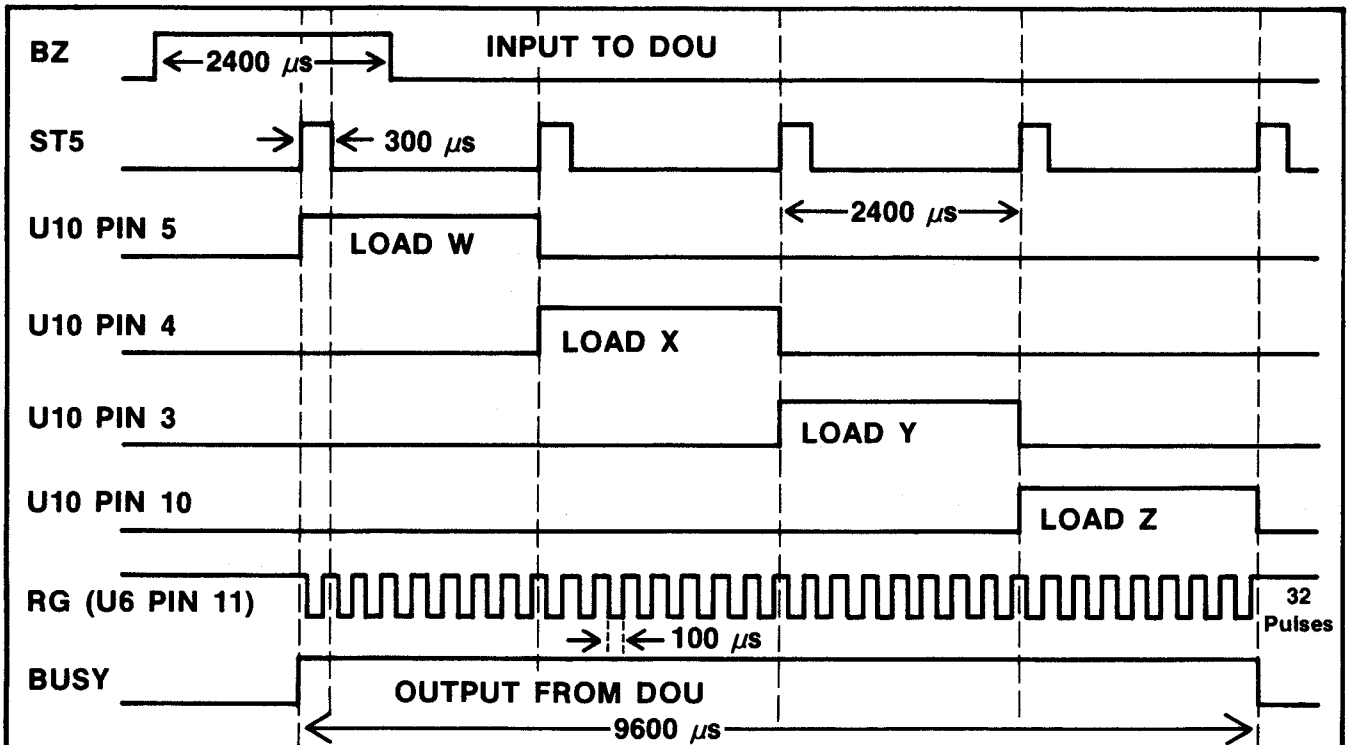 BZ
2400 μs
INPUT TO DOU
ST5
300 μs
2400 μs
U10 PIN 5
LOAD W
U10 PIN 4
LOAD X
U10 PIN 3
LOAD Y
U10 PIN 10
LOAD Z
RG (U6 PIN 11)
32
Pulses
100 μs
BUSY
OUTPUT FROM DOU
9600 μs